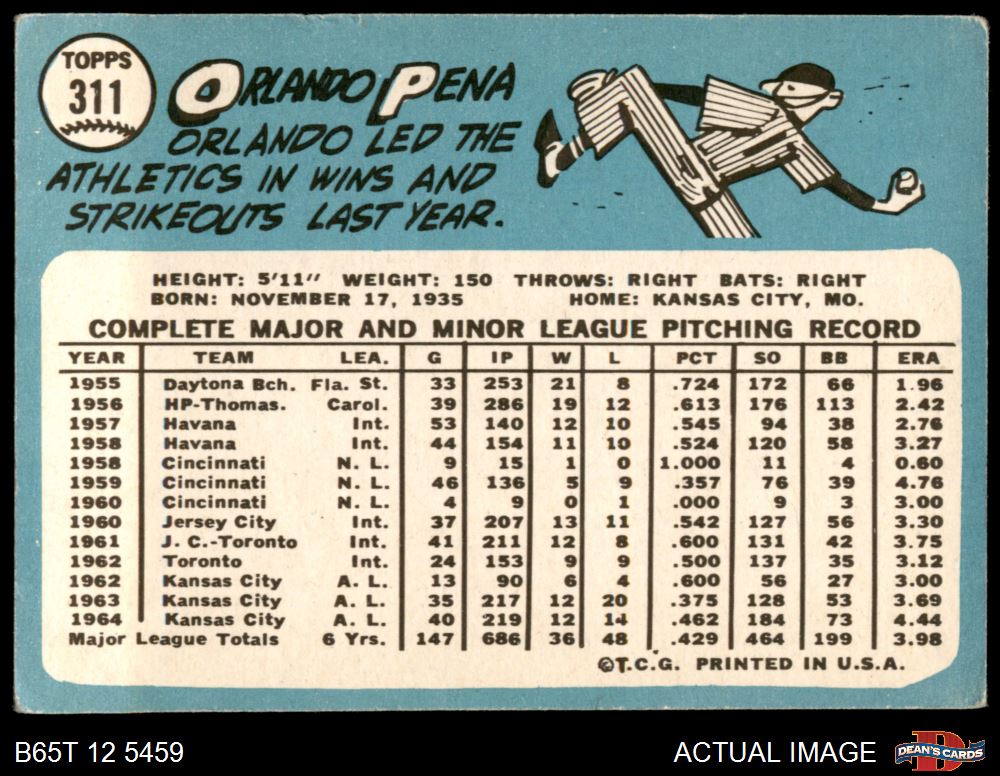 TOPPS
311
ORLANDO PENA
ORLANDO LED THE
ATHLETICS IN WINS AND
STRIKEOUTS LAST YEAR.
HEIGHT: 5'11" WEIGHT: 150 THROWS: RIGHT BATS: RIGHT
BORN: NOVEMBER 17, 1935 HOME: KANSAS CITY, MO.
COMPLETE MAJOR AND MINOR LEAGUE PITCHING RECORD
YEAR TEAM LEA. G IP W L PCT SO BB ERA
1955 Daytona Bch. Fla. St. 33 253 21 8 .724 172 66 1.96
1956 HP-Thomas. Carol. 39 286 19 12 .613 176 113 2.42
1957 Havana Int. 53 140 12 10 .545 94 38 2.76
1958 Havana Int. 44 154 11 10 .524 120 58 3.27
1958 Cincinnati N. L. 9 15 1 0 1.000 11 4 0.60
1959 Cincinnati N. L. 46 136 5 9 .357 76 39 4.76
1960 Cincinnati N. L. 4 9 0 1 .000 9 3 3.00
1960 Jersey City Int. 37 207 13 11 .542 127 56 3.30
1961 J. C.-Toronto Int. 41 211 12 8 .600 131 42 3.75
1962 Toronto Int. 24 153 9 9 .500 137 35 3.12
1962 Kansas City A. L. 13 90 6 4 .600 56 27 3.00
1963 Kansas City A. L. 35 217 12 20 .375 128 53 3.69
1964 Kansas City A. L. 40 219 12 14 .462 184 73 4.44
Major League Totals 6 Yrs. 147 686 36 48 .429 464 199 3.98
©T.C.G. PRINTED IN U.S.A.
B65T 12 5459 ACTUAL IMAGE DEAN'S CARDS